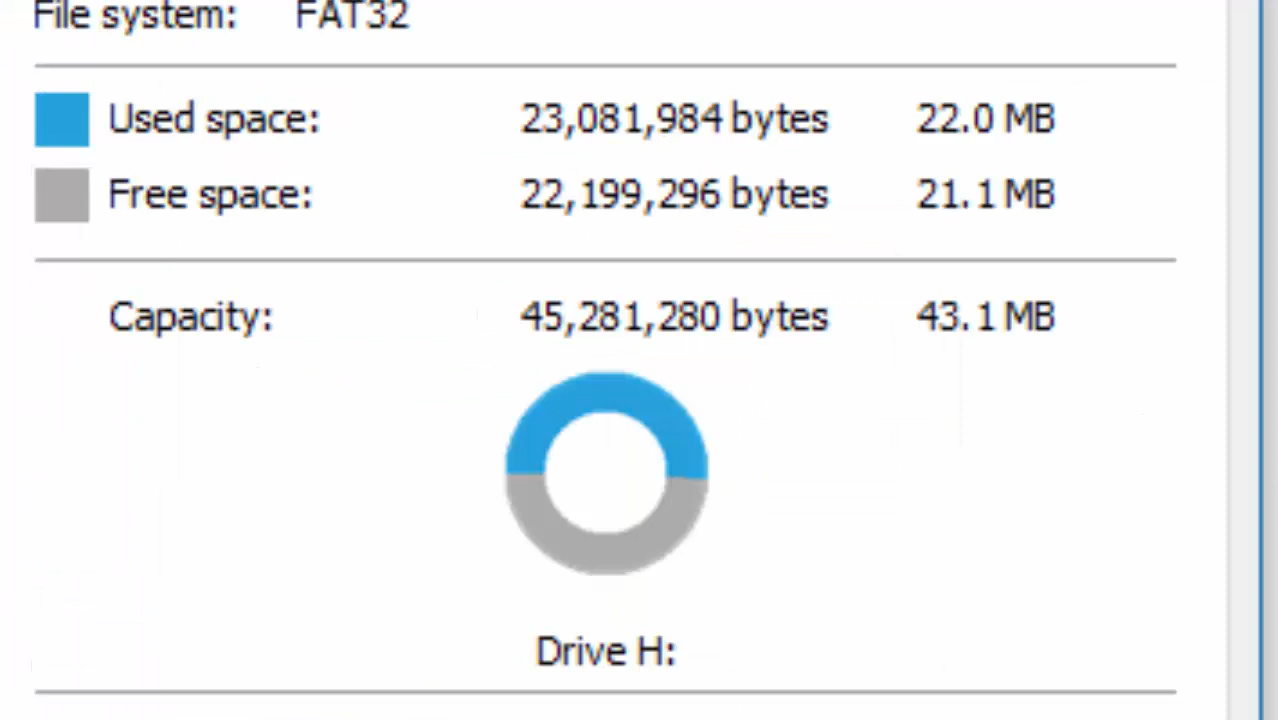 File system: FAT32
Used space: 23,081,984 bytes 22.0 MB
Free space: 22,199,296 bytes 21.1 MB
Capacity: 45,281,280 bytes 43.1 MB
Drive H: